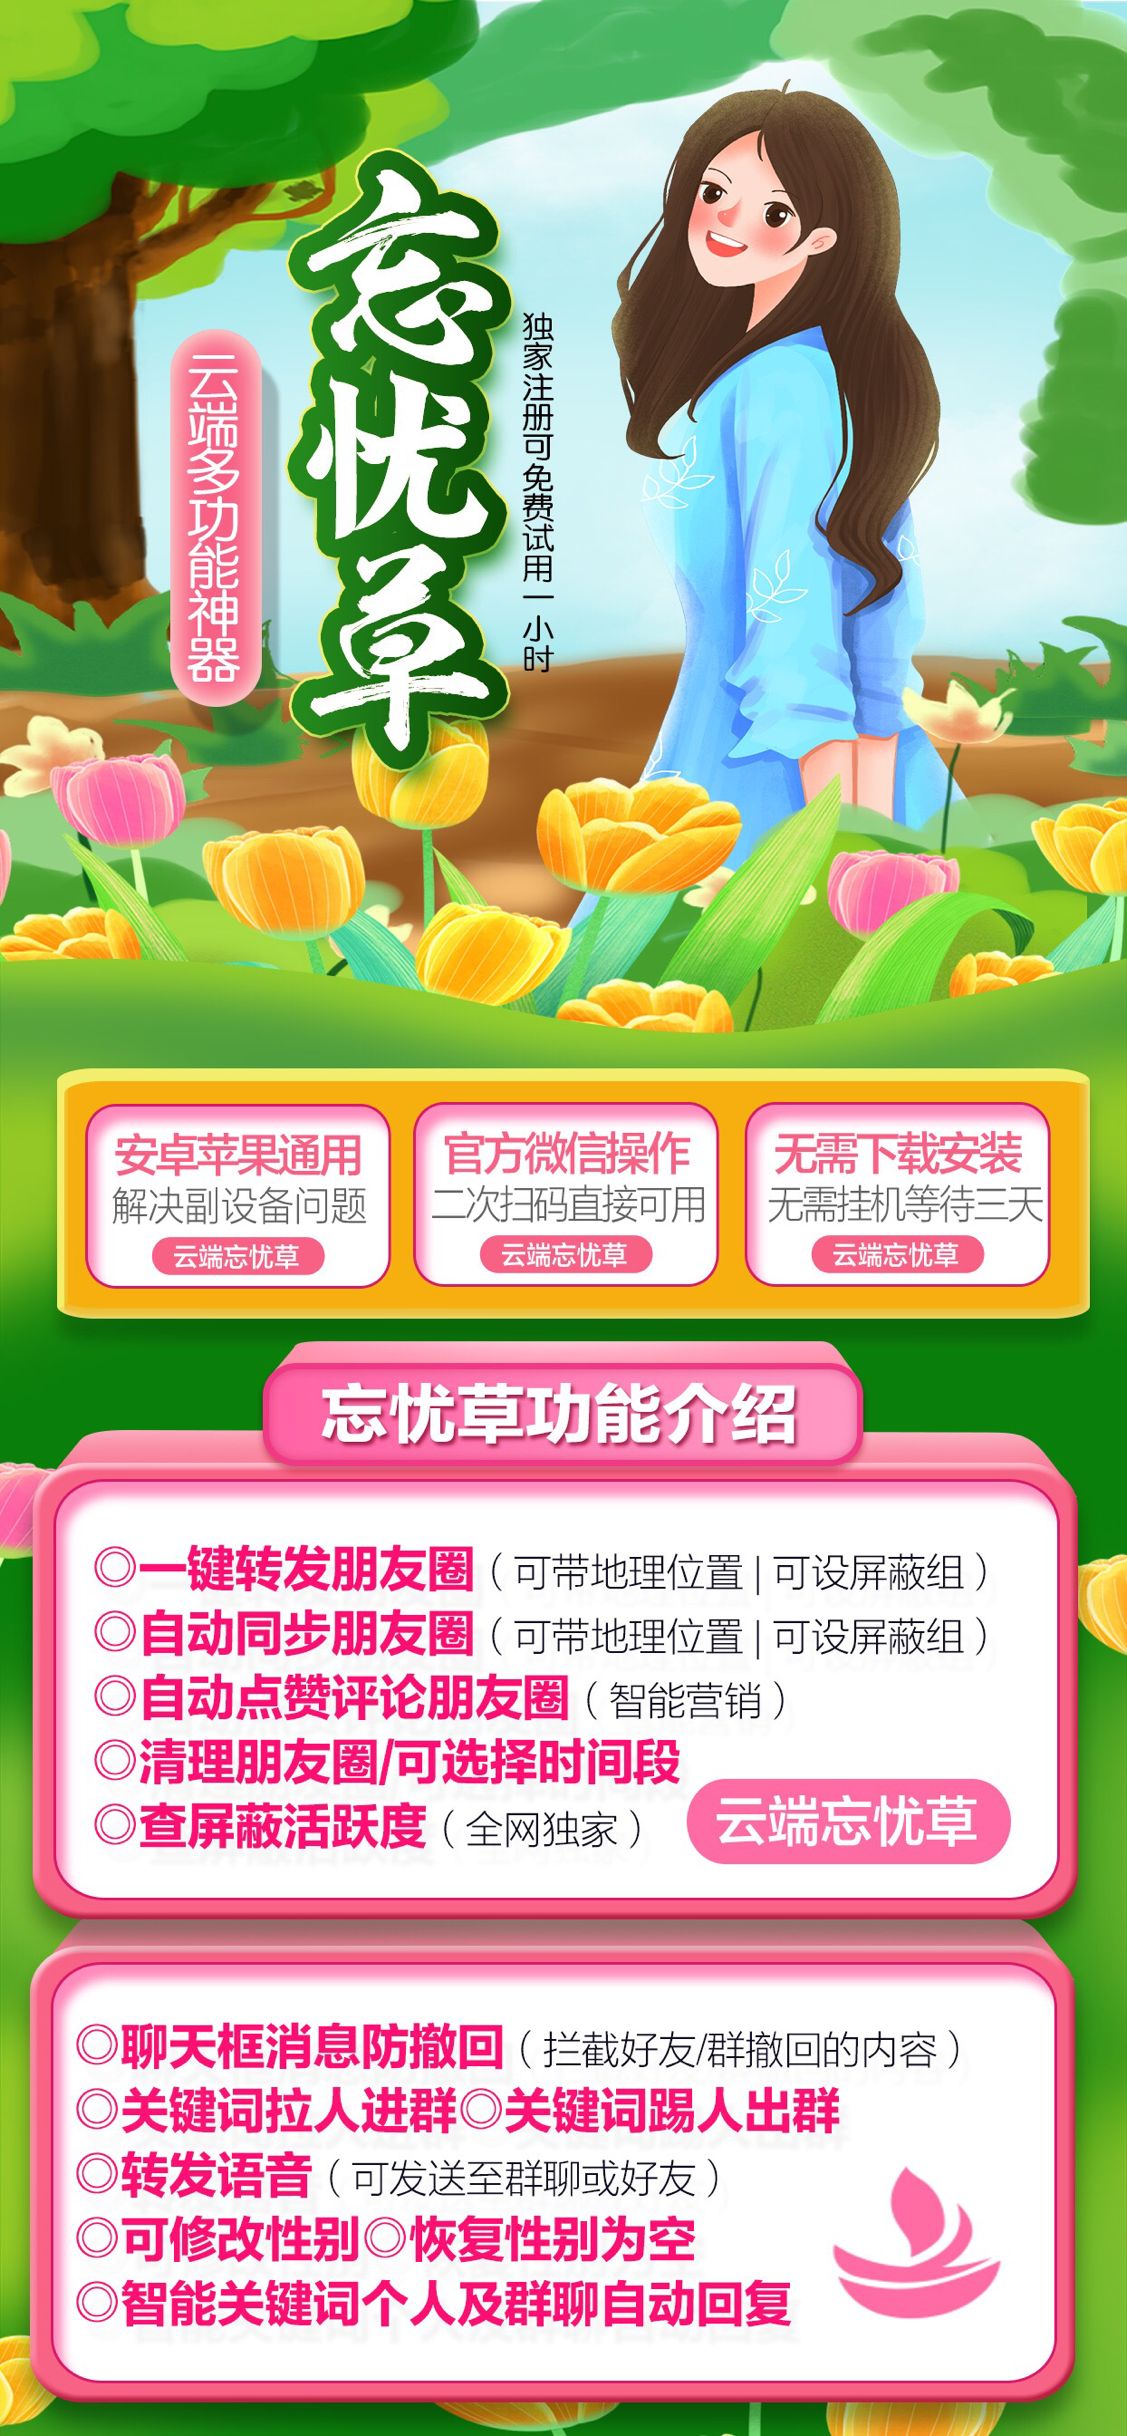 忘忧草
云端多功能神器
独家注册可免费试用一小时
安卓苹果通用
解决副设备问题
云端忘忧草
官方微信操作
二次扫码直接可用
云端忘忧草
无需下载安装
无需挂机等待三天
云端忘忧草
忘忧草功能介绍
◎一键转发朋友圈（可带地理位置|可设屏蔽组）
◎自动同步朋友圈（可带地理位置|可设屏蔽组）
◎自动点赞评论朋友圈（智能营销）
◎清理朋友圈/可选择时间段
◎查屏蔽活跃度（全网独家）
云端忘忧草
◎聊天框消息防撤回（拦截好友/群撤回的内容）
◎关键词拉人进群◎关键词踢人出群
◎转发语音（可发送至群聊或好友）
◎可修改性别◎恢复性别为空
◎智能关键词个人及群聊自动回复